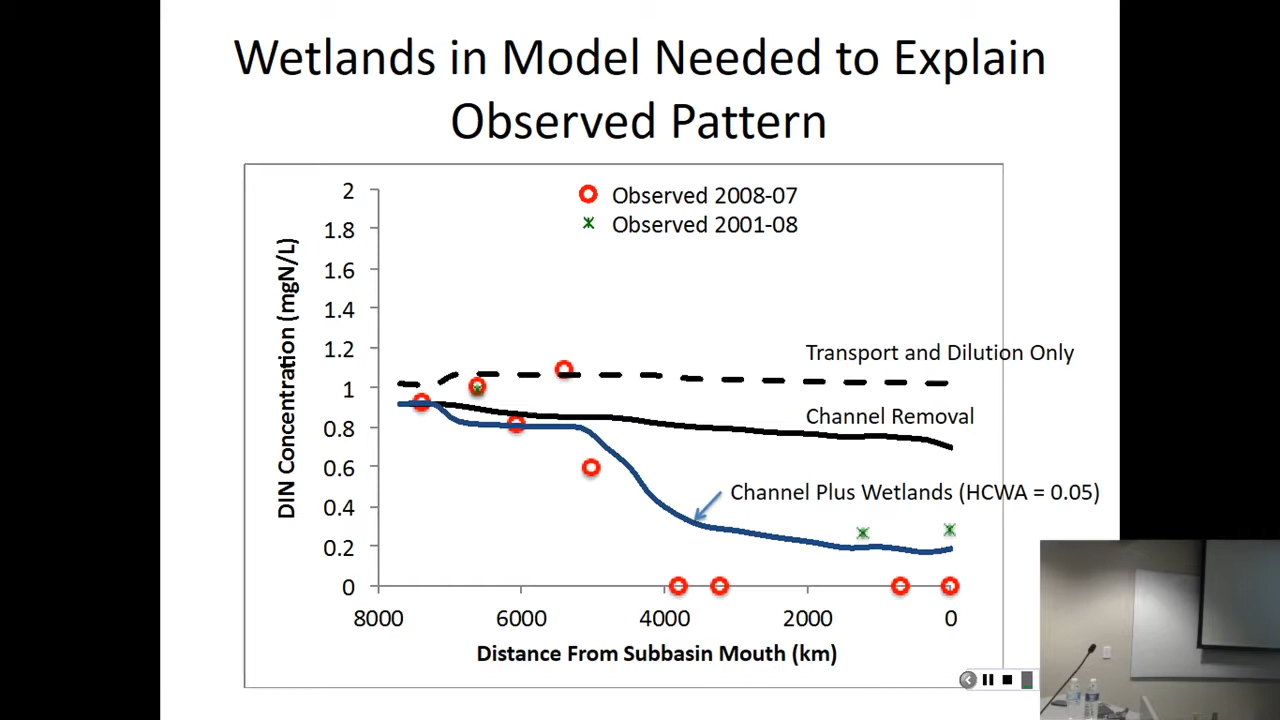 Wetlands in Model Needed to Explain
Observed Pattern
Observed 2008-07
Observed 2001-08
2
1.8
1.6
1.4
1.2
1
0.8
0.6
0.4
0.2
0
DIN Concentration (mgN/L)
Transport and Dilution Only
Channel Removal
Channel Plus Wetlands (HCWA = 0.05)
8000 6000 4000 2000 0
Distance From Subbasin Mouth (km)